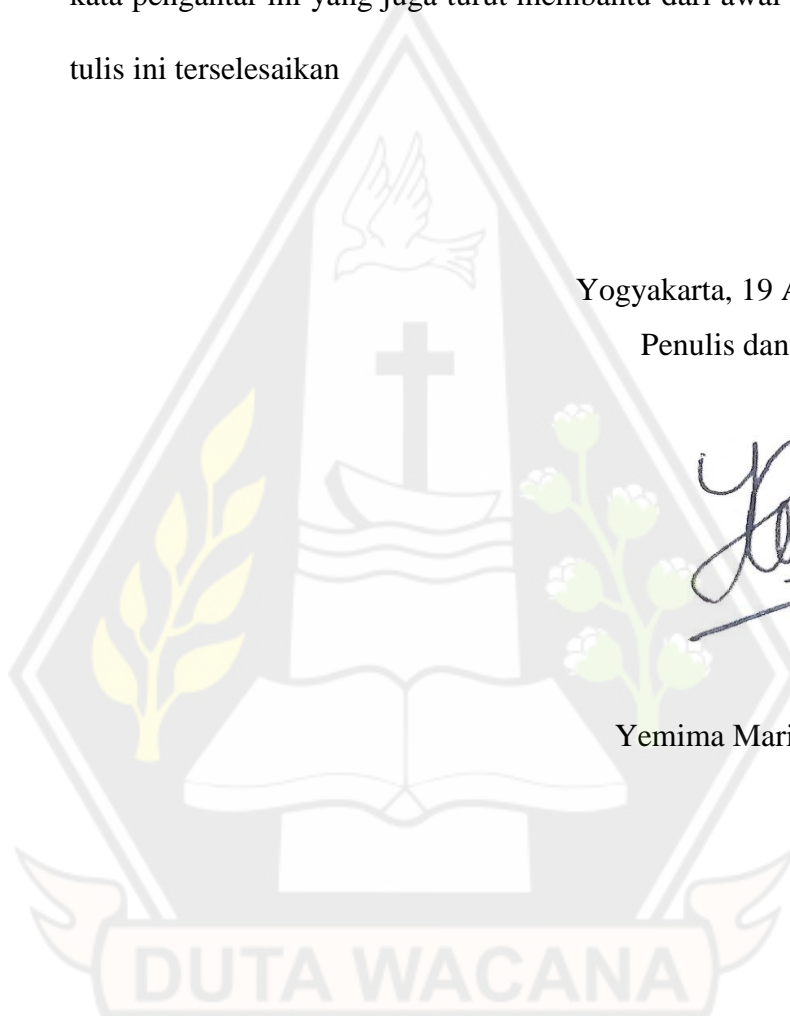 kata pengantar ini yang juga turut membantu dari awal
tulis ini terselesaikan
Yogyakarta, 19
Penulis dan
Yemima Mari
DUTA WACANA